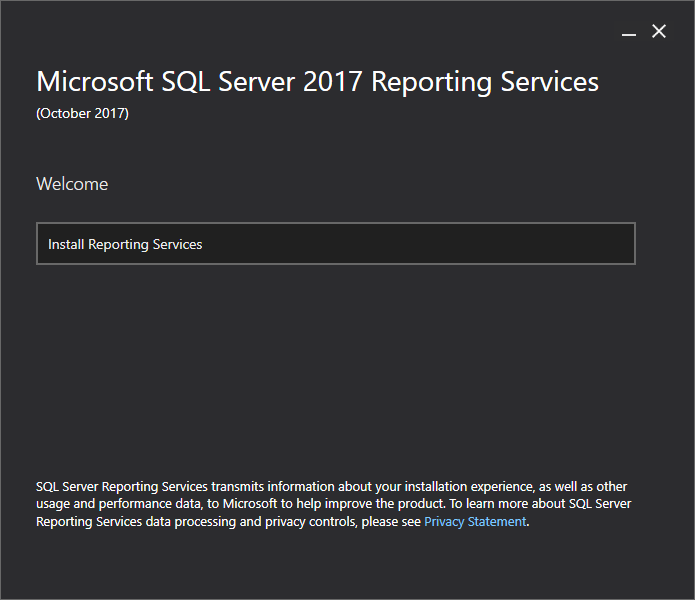 Microsoft SQL Server 2017 Reporting Services
(October 2017)
Welcome
Install Reporting Services
SQL Server Reporting Services transmits information about your installation experience, as well as other
usage and performance data, to Microsoft to help improve the product. To learn more about SQL Server
Reporting Services data processing and privacy controls, please see Privacy Statement.